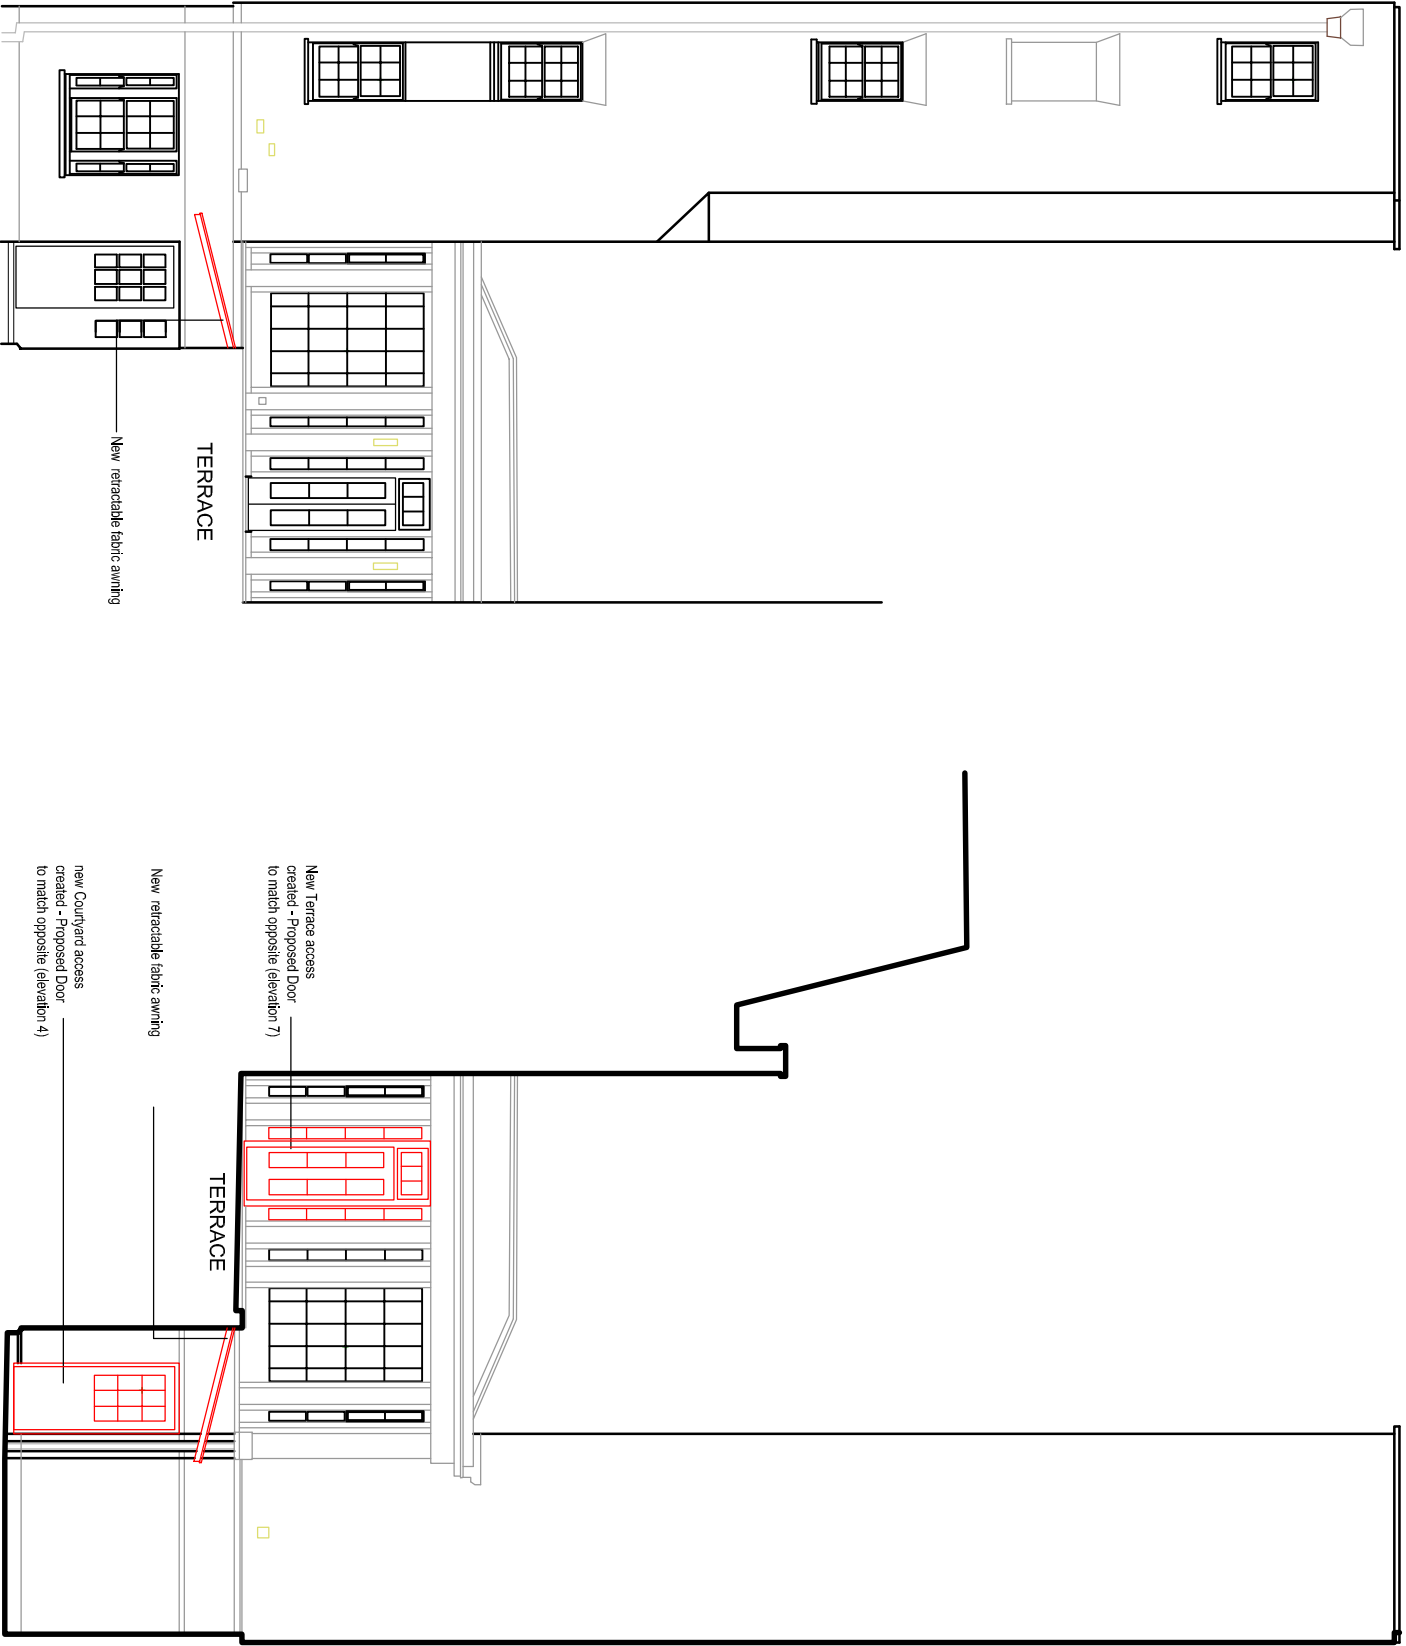 TERRACE
New retractable fabric awning
New Terrace access
created - Proposed Door
to match opposite (elevation 7)
New retractable fabric awning
TERRACE
new Courtyard access
created - Proposed Door
to match opposite (elevation 4)